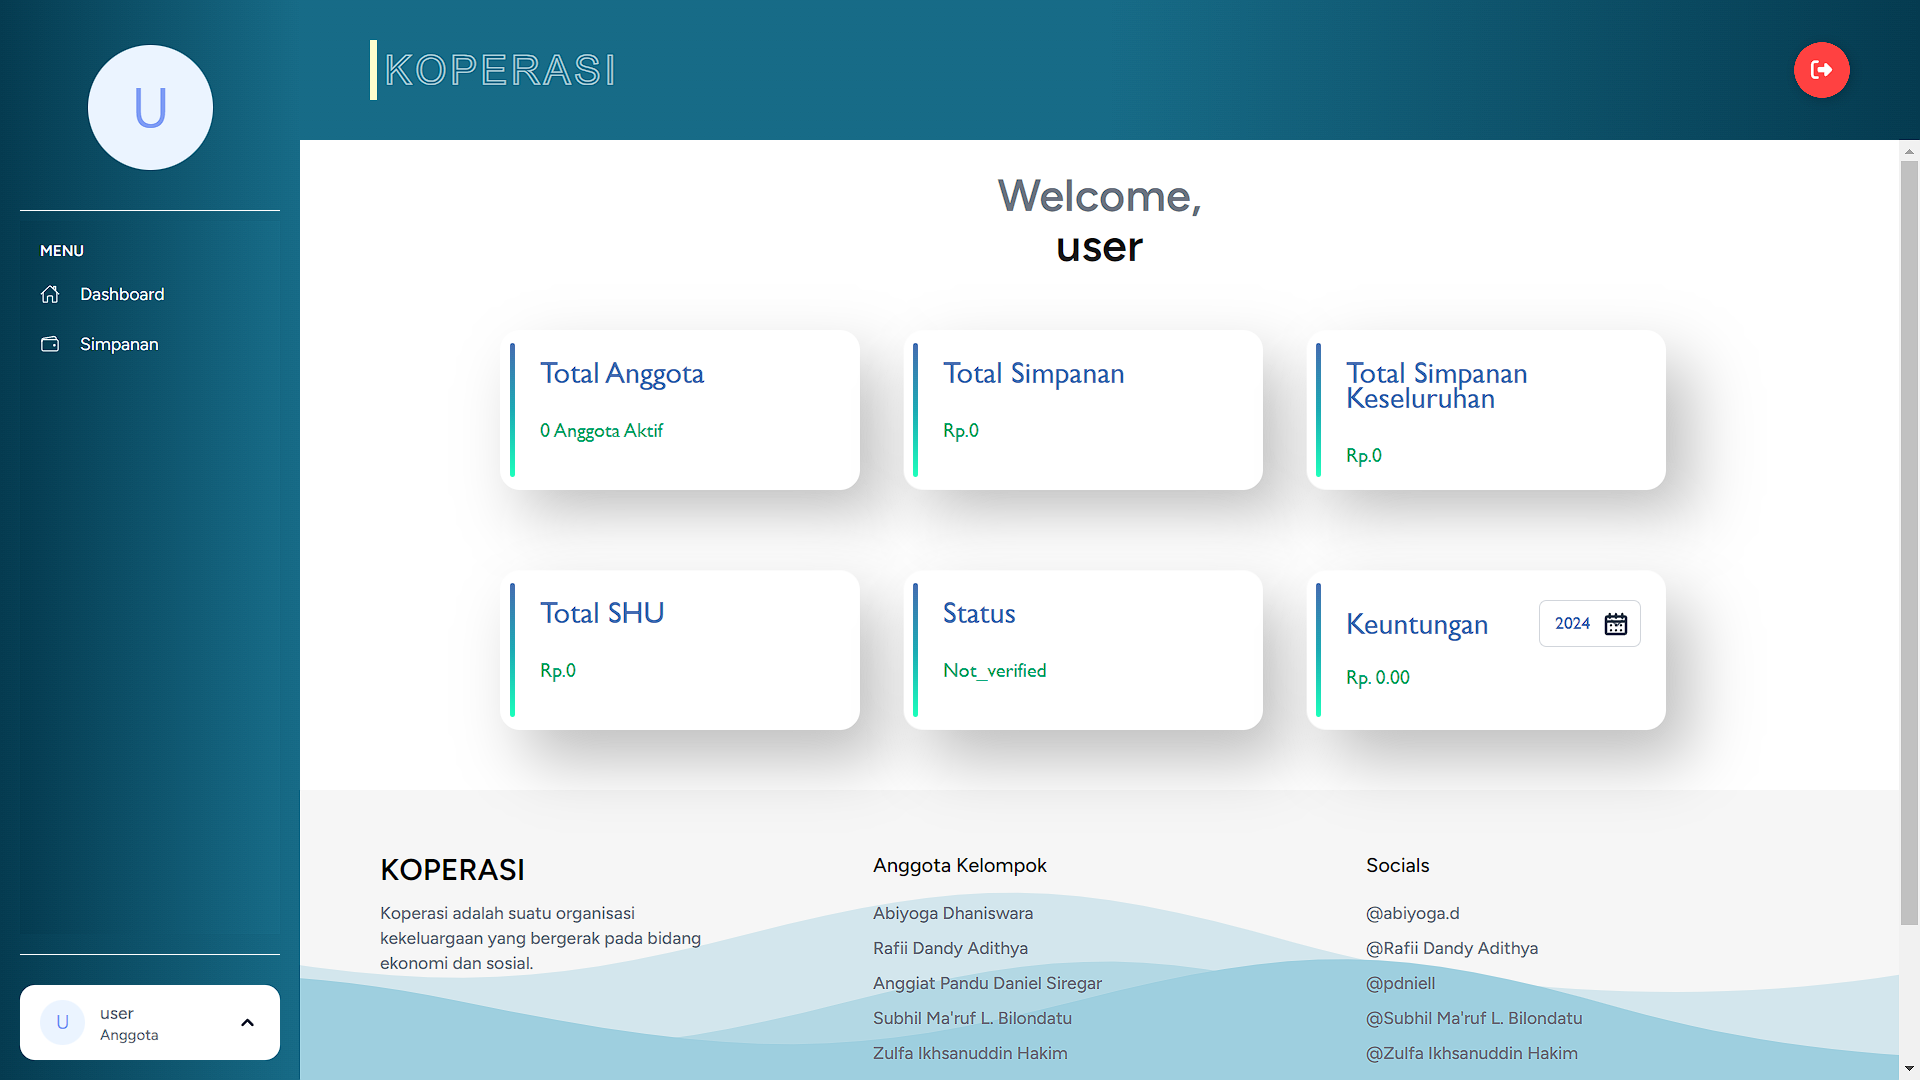 U
MENU
Dashboard
Simpanan
U
user
Anggota
KOPERASI
Welcome,
user
Total Anggota
0 Anggota Aktif
Total Simpanan
Rp.0
Total Simpanan
Keseluruhan
Rp.0
Total SHU
Rp.0
Status
Not_verified
Keuntungan
2024
Rp. 0.00
KOPERASI
Koperasi adalah suatu organisasi
kekeluargaan yang bergerak pada bidang
ekonomi dan sosial.
Anggota Kelompok
Abiyoga Dhaniswara
Rafii Dandy Adithya
Anggiat Pandu Daniel Siregar
Subhil Ma'ruf L. Bilondatu
Zulfa Ikhsanuddin Hakim
Socials
@abiyoga.d
@Rafii Dandy Adithya
@pdniell
@Subhil Ma'ruf L. Bilondatu
@Zulfa Ikhsanuddin Hakim